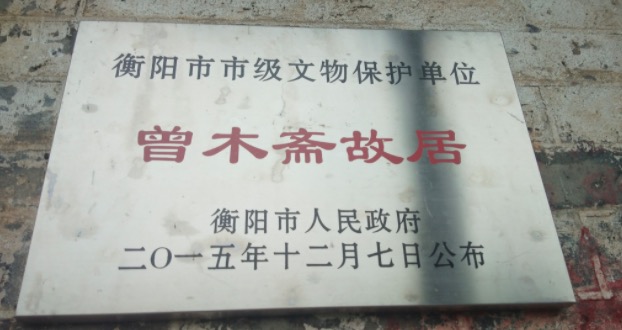 衡阳市市级文物保护单位
曾木斋故居
衡阳市人民政府
二〇一五年十二月七日公布